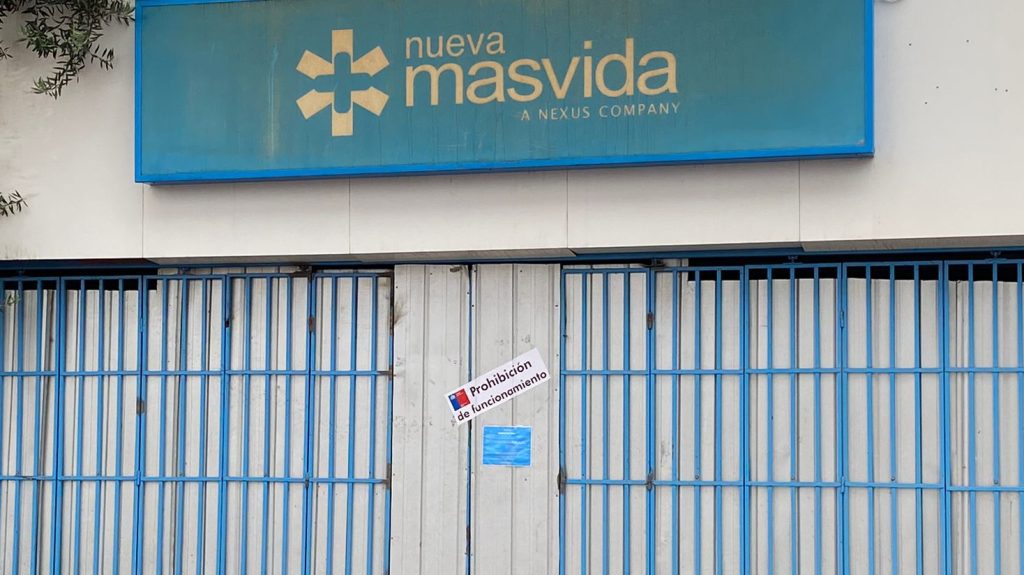 nueva
masvida
A NEXUS COMPANY
Prohibición
de funcionamiento